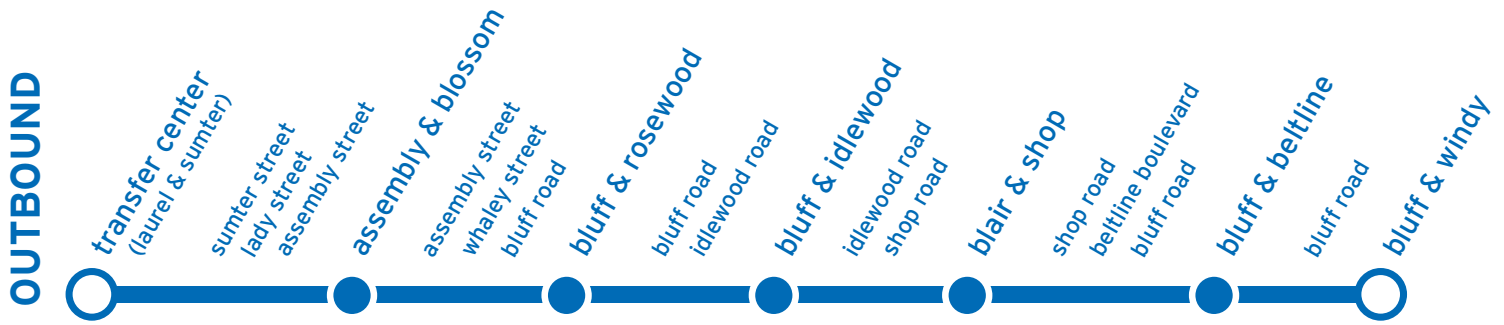 OUTBOUND
transfer center
(laurel & sumter)
sumter street
lady street
assembly street
assembly & blossom
assembly street
whaley street
bluff road
bluff & rosewood
bluff road
idlewood road
bluff & idlewood
idlewood road
shop road
blair & shop
shop road
beltline boulevard
bluff road
bluff & beltline
bluff road
bluff & windy